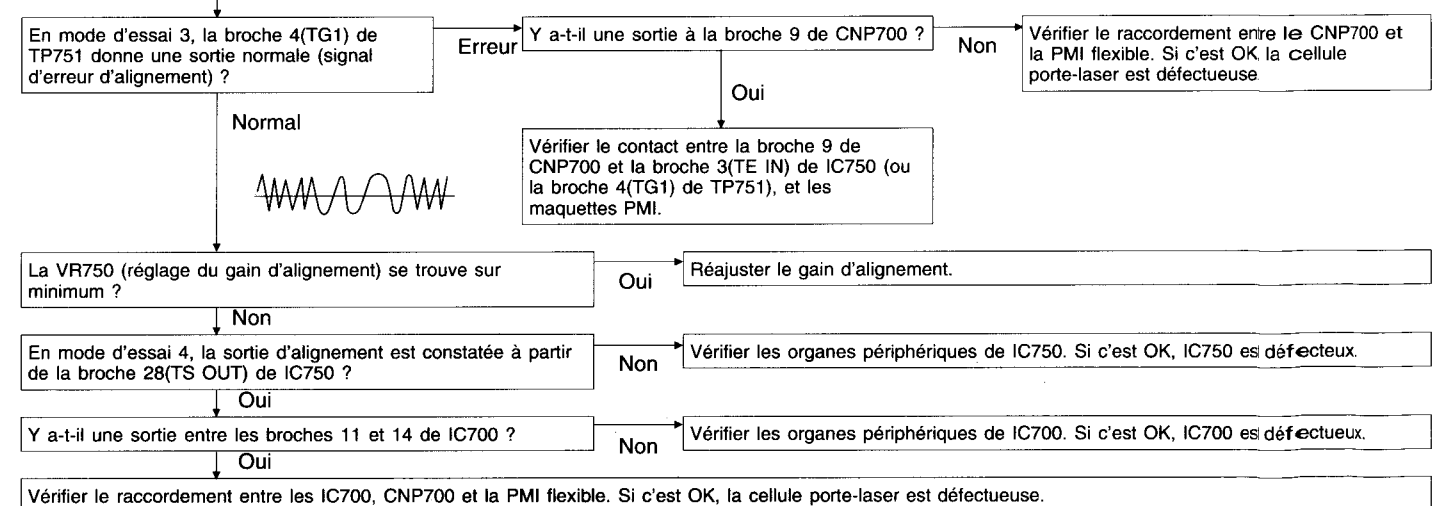 En mode d'essai 3, la broche 4(TG1) de
TP751 donne une sortie normale (signal
d'erreur d'alignement) ?
Erreur
Y a-t-il une sortie à la broche 9 de CNP700 ?
Non
Vérifier le raccordement entre le CNP700 et
la PMI flexible. Si c'est OK, la cellule
porte-laser est défectueuse.
Oui
Normal
Vérifier le contact entre la broche 9 de
CNP700 et la broche 3(TE IN) de IC750 (ou
la broche 4(TG1) de TP751), et les
maquettes PMI.
La VR750 (réglage du gain d'alignement) se trouve sur
minimum ?
Oui
Réajuster le gain d'alignement.
Non
En mode d'essai 4, la sortie d'alignement est constatée à partir
de la broche 28(TS OUT) de IC750 ?
Non
Vérifier les organes périphériques de IC750. Si c'est OK, IC750 est défecteux.
Oui
Y a-t-il une sortie entre les broches 11 et 14 de IC700 ?
Non
Vérifier les organes périphériques de IC700. Si c'est OK, IC700 est défectueux.
Oui
Vérifier le raccordement entre les IC700, CNP700 et la PMI flexible. Si c'est OK, la cellule porte-laser est défectueuse.